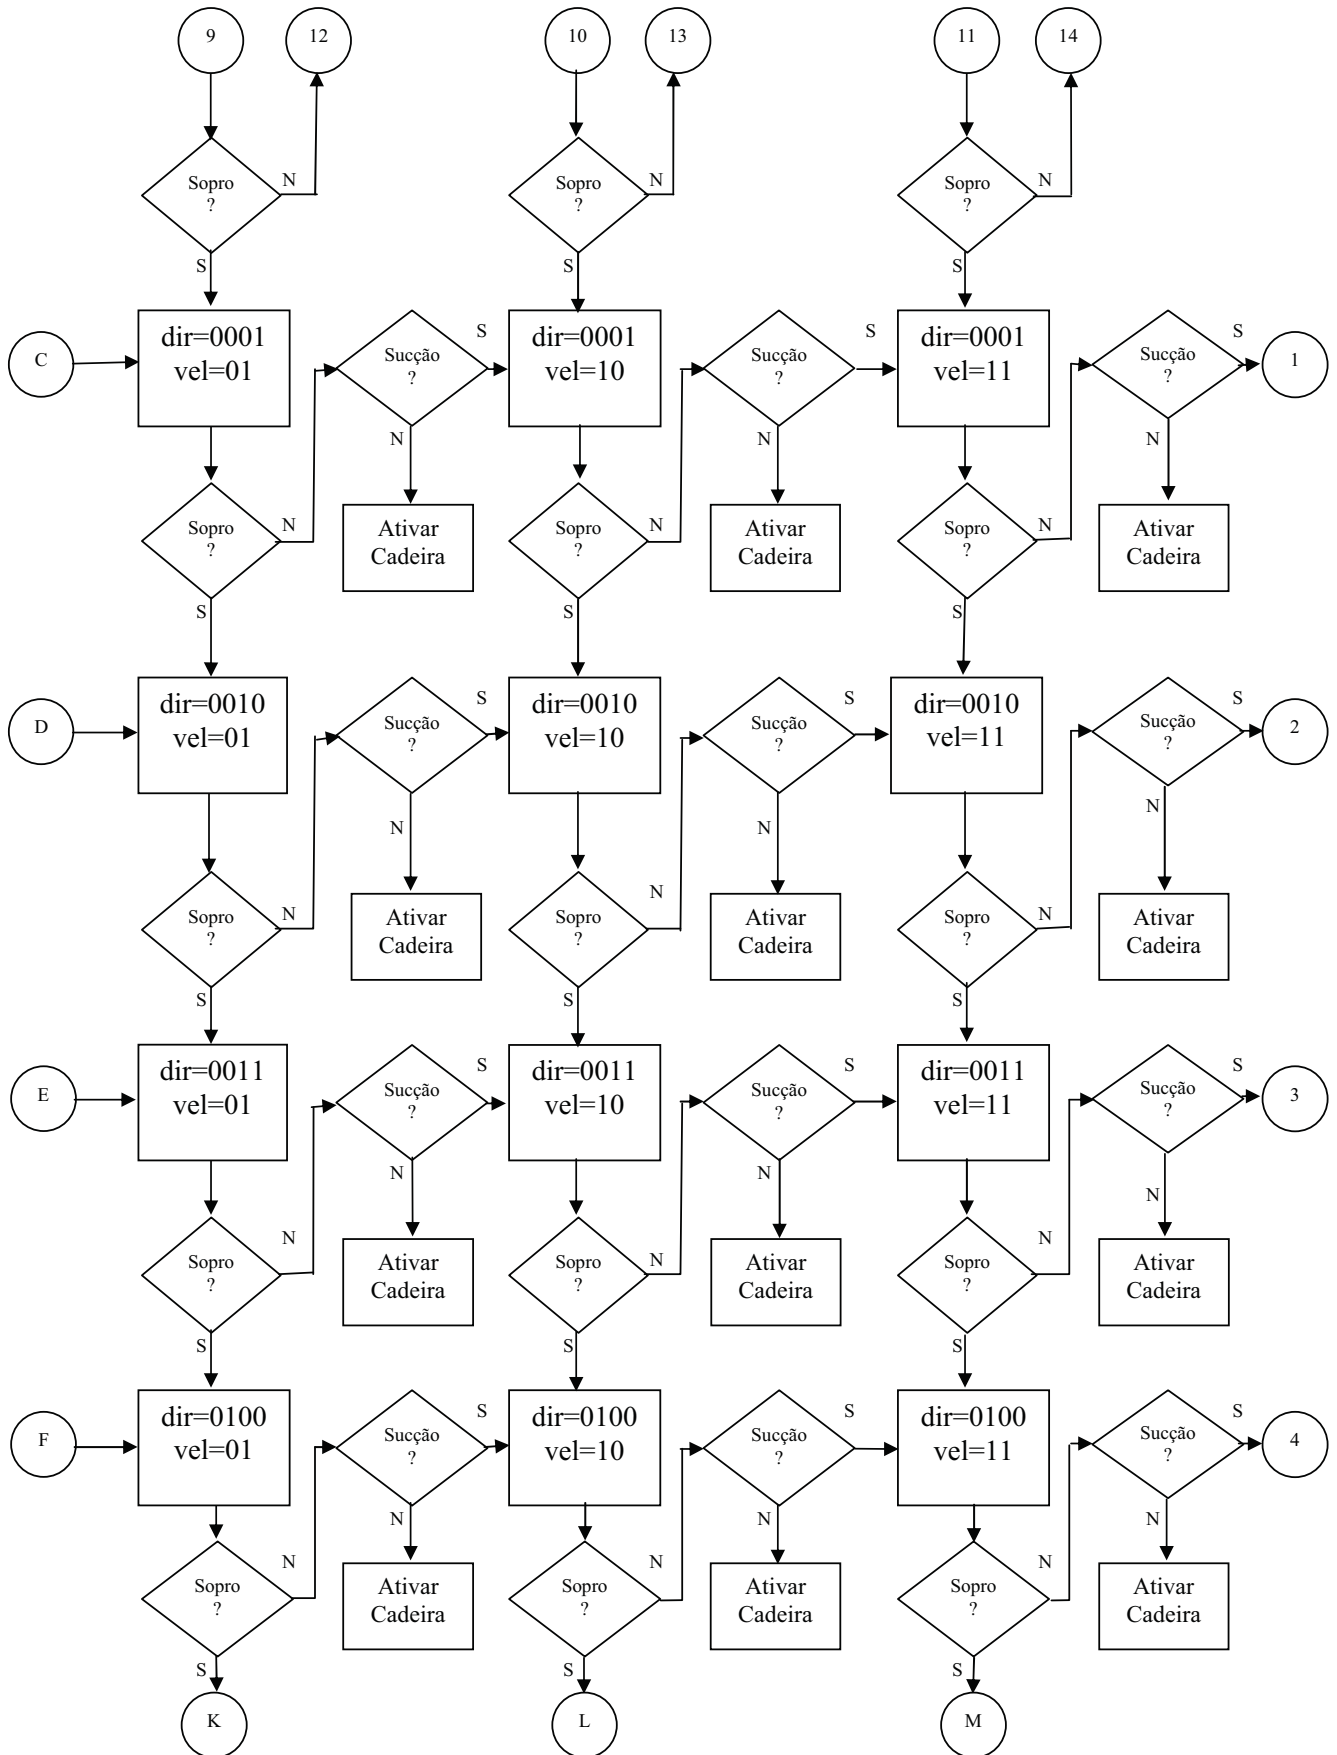 9
12
10
13
11
14
Sopro
?
N
Sopro
?
N
Sopro
?
N
S
S
S
C
dir=0001
vel=01
Sucção
?
S
dir=0001
vel=10
Sucção
?
S
dir=0001
vel=11
Sucção
?
S
1
N
N
N
Sopro
?
N
Ativar
Cadeira
Sopro
?
N
Ativar
Cadeira
Sopro
?
N
Ativar
Cadeira
S
S
S
D
dir=0010
vel=01
Sucção
?
S
dir=0010
vel=10
Sucção
?
S
dir=0010
vel=11
Sucção
?
S
2
N
N
N
Sopro
?
N
Ativar
Cadeira
Sopro
?
N
Ativar
Cadeira
Sopro
?
N
Ativar
Cadeira
S
S
S
E
dir=0011
vel=01
Sucção
?
S
dir=0011
vel=10
Sucção
?
S
dir=0011
vel=11
Sucção
?
S
3
N
N
N
Sopro
?
N
Ativar
Cadeira
Sopro
?
N
Ativar
Cadeira
Sopro
?
N
Ativar
Cadeira
S
S
S
F
dir=0100
vel=01
Sucção
?
S
dir=0100
vel=10
Sucção
?
S
dir=0100
vel=11
Sucção
?
S
4
N
N
N
Sopro
?
N
Ativar
Cadeira
Sopro
?
N
Ativar
Cadeira
Sopro
?
N
Ativar
Cadeira
S
S
S
K
L
M